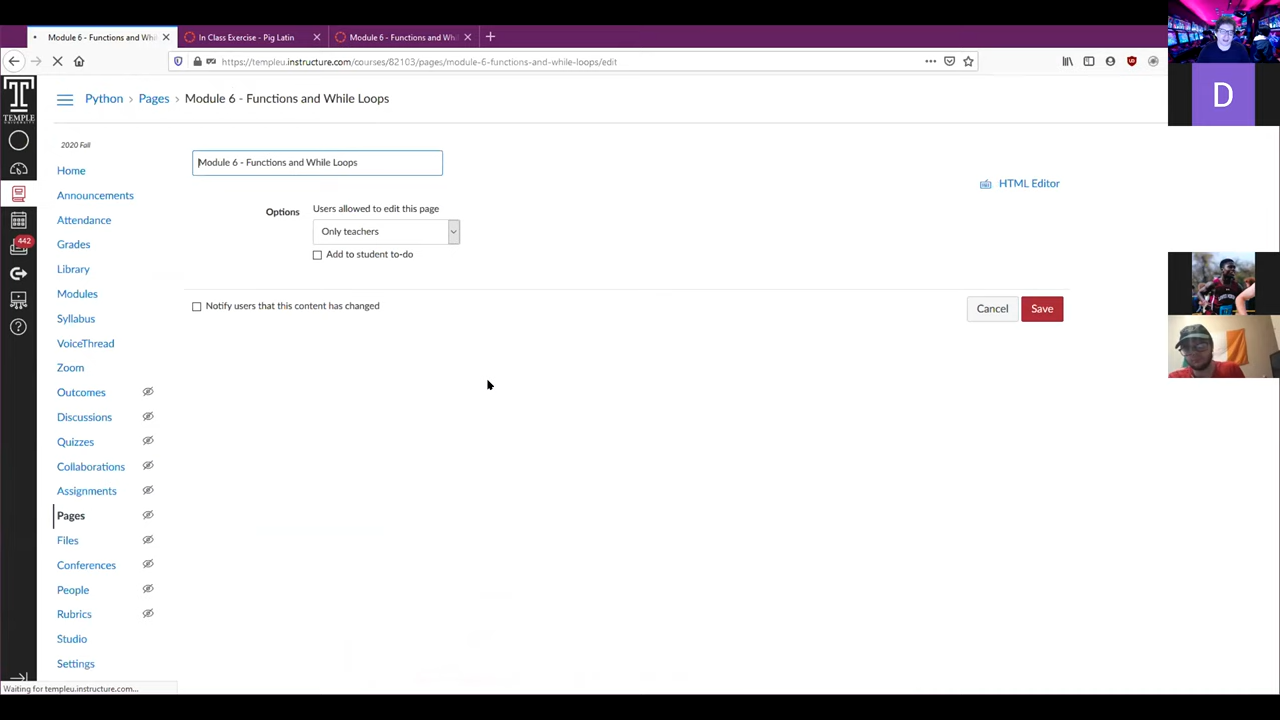 Module 6 - Functions and Whi
In Class Exercise - Pig Latin
Module 6 - Functions and Whi
https://templeu.instructure.com/courses/82103/pages/module-6-functions-and-while-loops/edit
TEMPLE
Python > Pages > Module 6 - Functions and While Loops
D
2020 Fall
Module 6 - Functions and While Loops
Home
HTML Editor
Announcements
Options
Users allowed to edit this page
Attendance
Only teachers
442
Grades
Add to student to-do
Library
Modules
Notify users that this content has changed
Cancel
Save
Syllabus
VoiceThread
Zoom
Outcomes
Discussions
Quizzes
Collaborations
Assignments
Pages
Files
Conferences
People
Rubrics
Studio
Settings
Waiting for templeu.instructure.com...